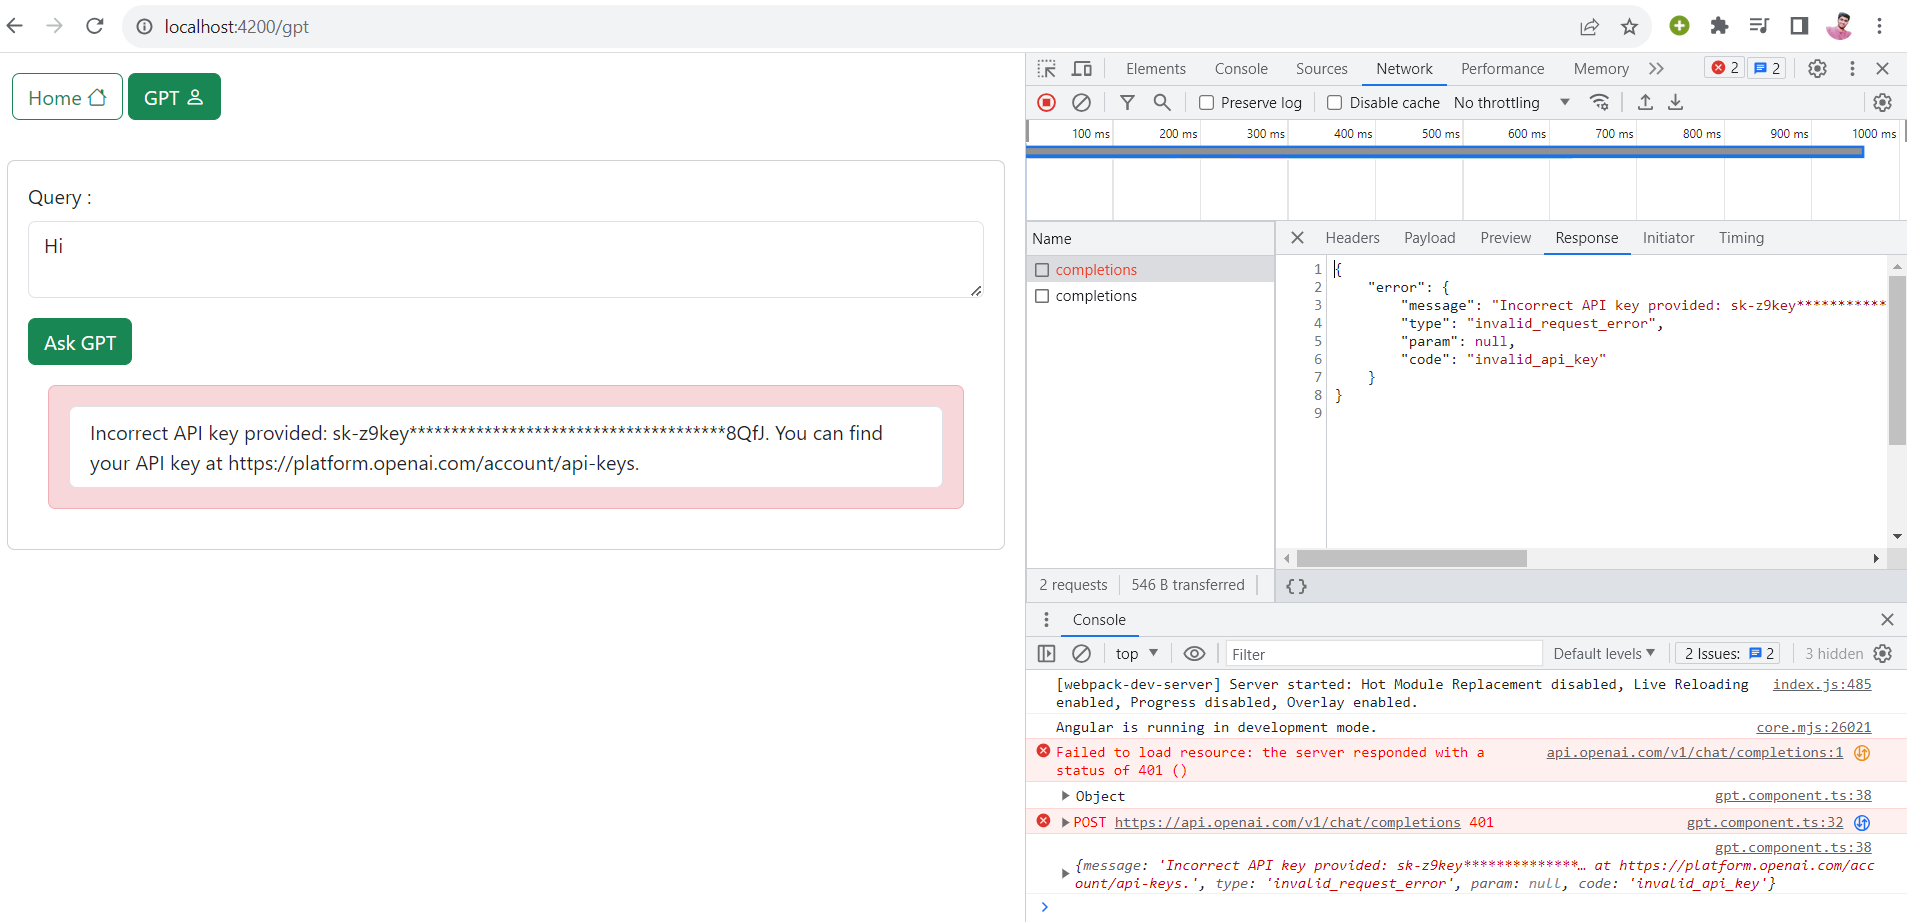 localhost:4200/gpt
Home GPT
Query :
Hi
Ask GPT
Incorrect API key provided: sk-z9key**************************************8QfJ. You can find
your API key at https://platform.openai.com/account/api-keys.
Elements Console Sources Network Performance Memory 2 2
Preserve log Disable cache No throttling
100 ms 200 ms 300 ms 400 ms 500 ms 600 ms 700 ms 800 ms 900 ms 1000 ms
Name
completions
completions
2 requests 546 B transferred
Headers Payload Preview Response Initiator Timing
1 {
2 "error": {
3 "message": "Incorrect API key provided: sk-z9key***********
4 "type": "invalid_request_error",
5 "param": null,
6 "code": "invalid_api_key"
7 }
8 }
9
{}
Console
top Filter Default levels 2 Issues: 2 3 hidden
[webpack-dev-server] Server started: Hot Module Replacement disabled, Live Reloading index.js:485
enabled, Progress disabled, Overlay enabled.
Angular is running in development mode. core.mjs:26021
Failed to load resource: the server responded with a api.openai.com/v1/chat/completions:1
status of 401 ()
Object gpt.component.ts:38
POST https://api.openai.com/v1/chat/completions 401 gpt.component.ts:32
gpt.component.ts:38
{message: 'Incorrect API key provided: sk-z9key**************… at https://platform.openai.com/acc
ount/api-keys.', type: 'invalid_request_error', param: null, code: 'invalid_api_key'}